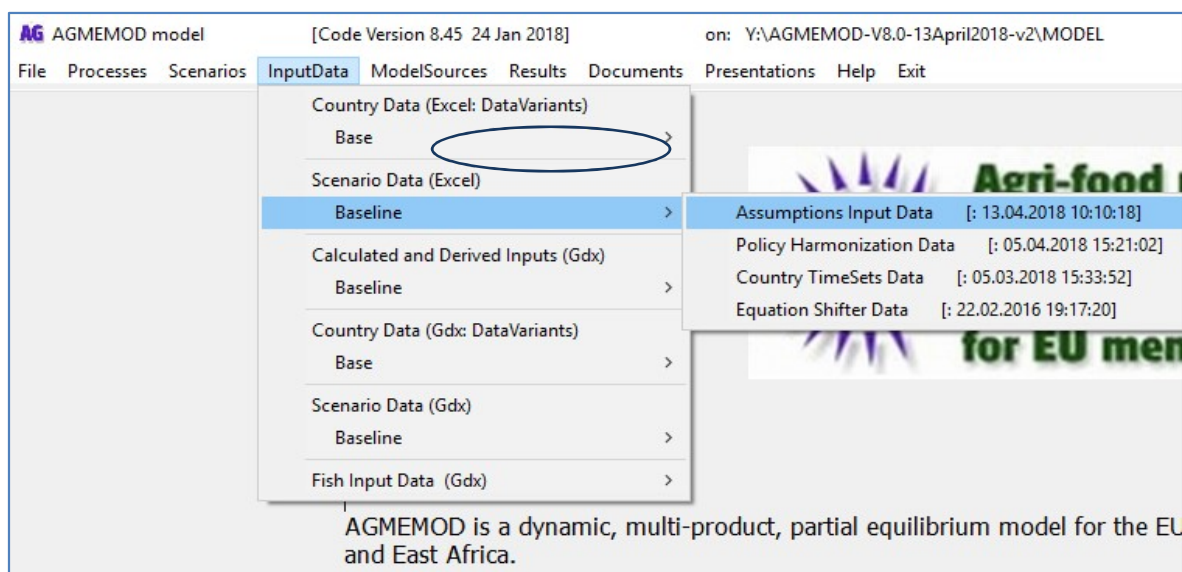 AG AGMEMOD model [Code Version 8.45 24 Jan 2018] on: Y:\AGMEMOD-V8.0-13April2018-v2\MODEL
File Processes Scenarios InputData ModelSources Results Documents Presentations Help Exit
Country Data (Excel: DataVariants)
Base >
Scenario Data (Excel)
Baseline >
Assumptions Input Data [: 13.04.2018 10:10:18]
Policy Harmonization Data [: 05.04.2018 15:21:02]
Country TimeSets Data [: 05.03.2018 15:33:52]
Equation Shifter Data [: 22.02.2016 19:17:20]
Calculated and Derived Inputs (Gdx)
Baseline >
Country Data (Gdx: DataVariants)
Base >
Scenario Data (Gdx)
Baseline >
Fish Input Data (Gdx) >
Agri-food
for EU
AGMEMOD is a dynamic, multi-product, partial equilibrium model for the EU
and East Africa.